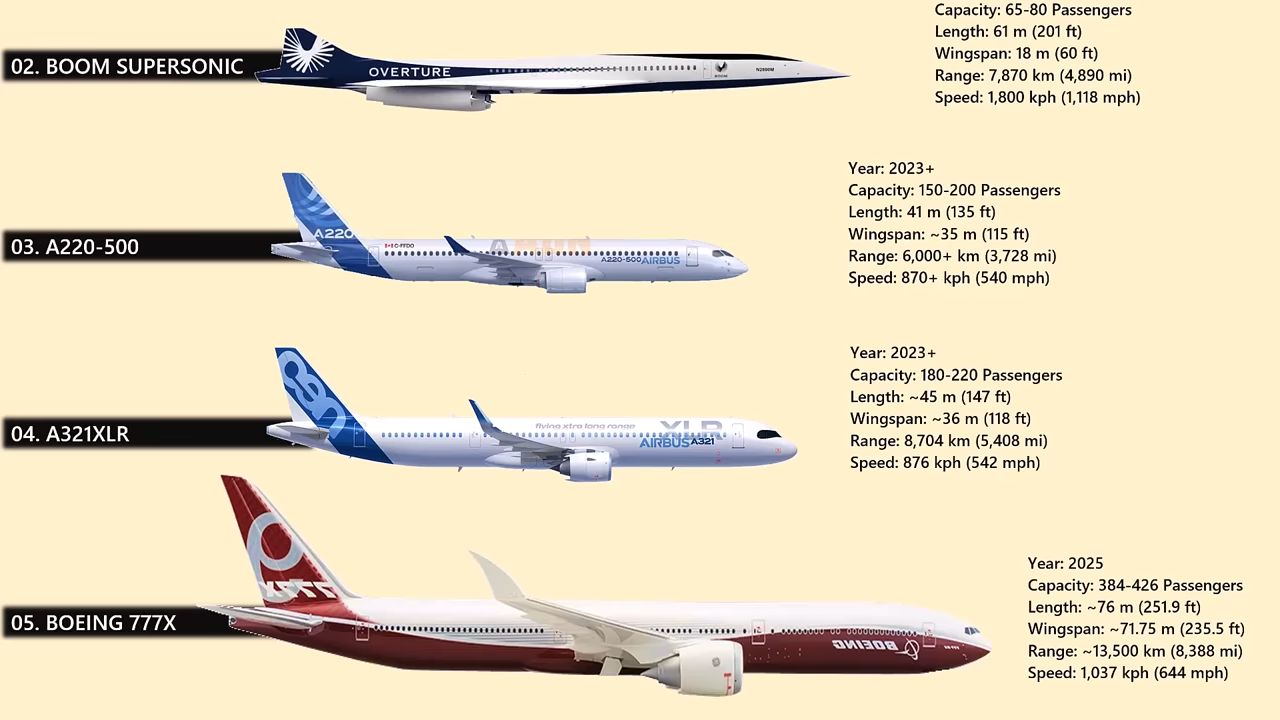 Capacity: 65-80 Passengers
Length: 61 m (201 ft)
Wingspan: 18 m (60 ft)
Range: 7,870 km (4,890 mi)
Speed: 1,800 kph (1,118 mph)
02. BOOM SUPERSONIC
OVERTURE
BOOM
Year: 2023+
Capacity: 150-200 Passengers
Length: 41 m (135 ft)
Wingspan: ~35 m (115 ft)
Range: 6,000+ km (3,728 mi)
Speed: 870+ kph (540 mph)
03. A220-500
A220
C-FFDO
A220-500 AIRBUS
Year: 2023+
Capacity: 180-220 Passengers
Length: ~45 m (147 ft)
Wingspan: ~36 m (118 ft)
Range: 8,704 km (5,408 mi)
Speed: 876 kph (542 mph)
04. A321XLR
flying xtra long range
XLR
AIRBUS A321
Year: 2025
Capacity: 384-426 Passengers
Length: ~76 m (251.9 ft)
Wingspan: ~71.75 m (235.5 ft)
Range: ~13,500 km (8,388 mi)
Speed: 1,037 kph (644 mph)
05. BOEING 777X
777X
BOEING